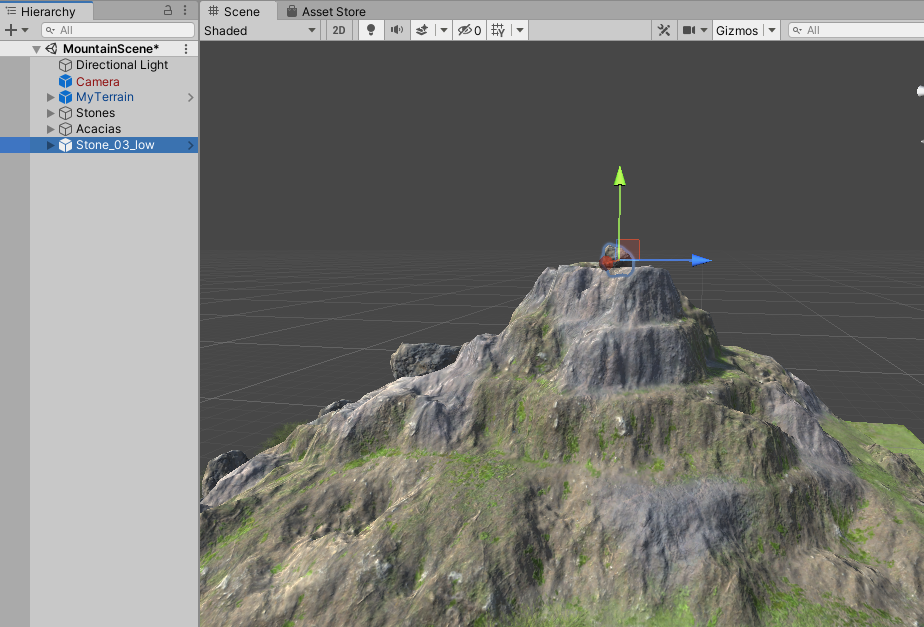 Hierarchy
Scene
Asset Store
All
Shaded
2D
0
Gizmos
All
MountainScene*
Directional Light
Camera
MyTerrain
Stones
Acacias
Stone_03_low